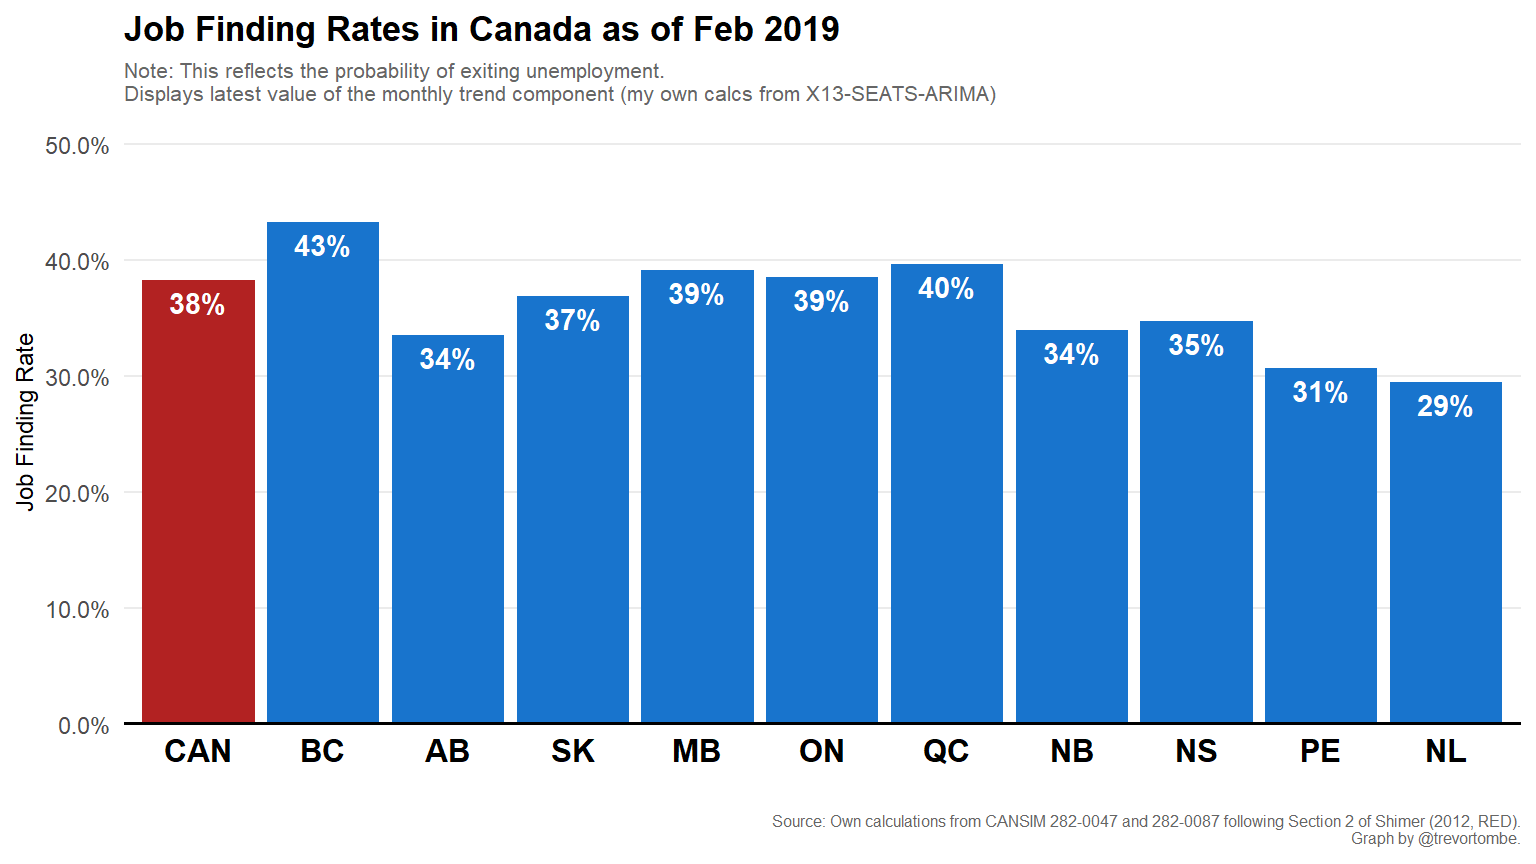 Job Finding Rates in Canada as of Feb 2019
Note: This reflects the probability of exiting unemployment.
Displays latest value of the monthly trend component (my own calcs from X13-SEATS-ARIMA)
50.0%
40.0%
30.0%
20.0%
10.0%
0.0%
Job Finding Rate
38%
43%
34%
37%
39%
39%
40%
34%
35%
31%
29%
CAN
BC
AB
SK
MB
ON
QC
NB
NS
PE
NL
Source: Own calculations from CANSIM 282-0047 and 282-0087 following Section 2 of Shimer (2012, RED).
Graph by @trevortombe.